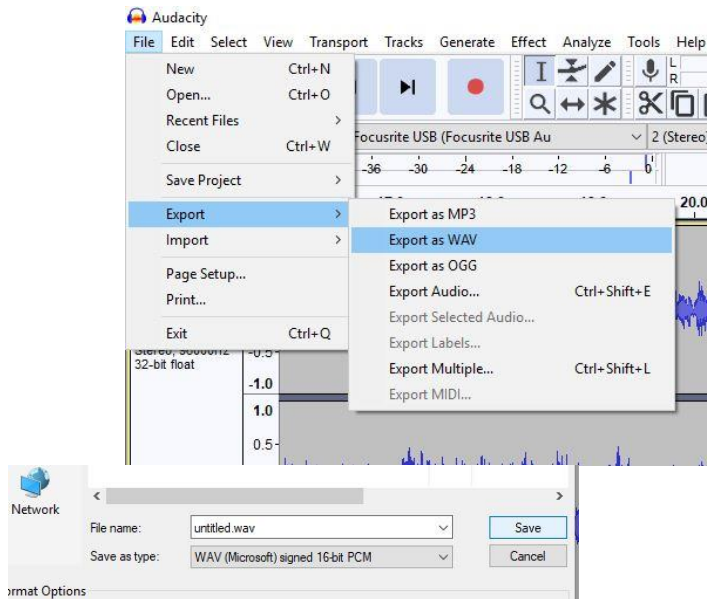 Audacity
File Edit Select View Transport Tracks Generate Effect Analyze Tools Help
New Ctrl+N
Open... Ctrl+O
Recent Files >
Close Ctrl+W
Focusrite USB (Focusrite USB Au 2 (Stereo)
-36 -30 -24 -18 -12 -6 0
L
R
Save Project >
20.0
Export >
Import >
Page Setup...
Print...
Exit Ctrl+Q
Export as MP3
Export as WAV
Export as OGG
Export Audio... Ctrl+Shift+E
Export Selected Audio...
Export Labels...
Export Multiple... Ctrl+Shift+L
Export MIDI...
32-bit float
-0.5
-1.0
1.0
0.5
Network
File name: untitled.wav Save
Save as type: WAV (Microsoft) signed 16-bit PCM Cancel
ormat Options